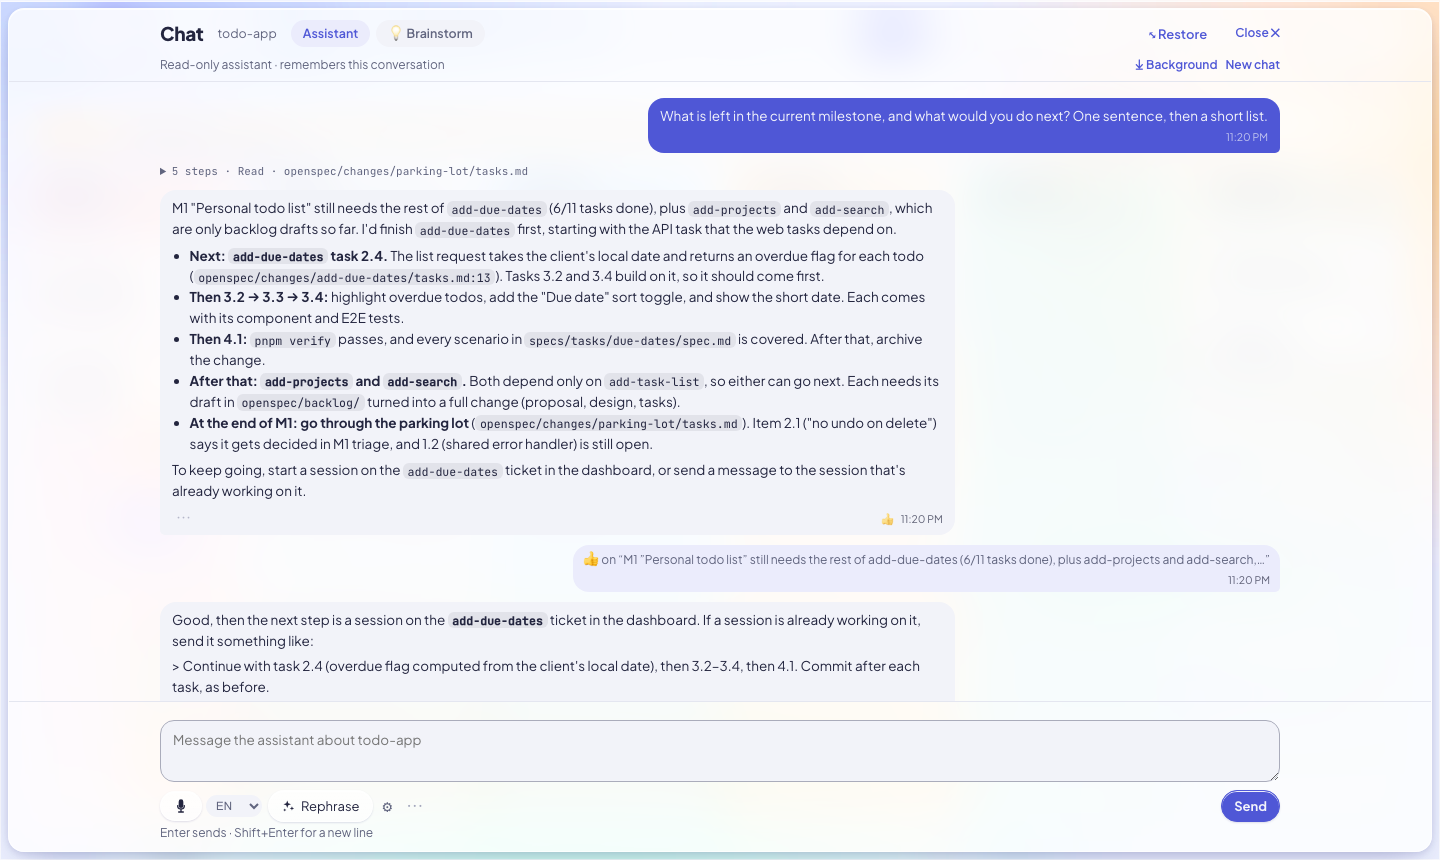 Chat todo-app Assistant 💡 Brainstorm
Restore Close ✕
Read-only assistant · remembers this conversation
Background New chat
What is left in the current milestone, and what would you do next? One sentence, then a short list.
11:20 PM
▶ 5 steps · Read · openspec/changes/parking-lot/tasks.md
M1 "Personal todo list" still needs the rest of add-due-dates (6/11 tasks done), plus add-projects and add-search, which
are only backlog drafts so far. I'd finish add-due-dates first, starting with the API task that the web tasks depend on.
• Next: add-due-dates task 2.4. The list request takes the client's local date and returns an overdue flag for each todo
(openspec/changes/add-due-dates/tasks.md:13). Tasks 3.2 and 3.4 build on it, so it should come first.
• Then 3.2 → 3.3 → 3.4: highlight overdue todos, add the "Due date" sort toggle, and show the short date. Each comes
with its component and E2E tests.
• Then 4.1: pnpm verify passes, and every scenario in specs/tasks/due-dates/spec.md is covered. After that, archive
the change.
• After that: add-projects and add-search. Both depend only on add-task-list, so either can go next. Each needs its
draft in openspec/backlog/ turned into a full change (proposal, design, tasks).
• At the end of M1: go through the parking lot (openspec/changes/parking-lot/tasks.md). Item 2.1 ("no undo on delete")
says it gets decided in M1 triage, and 1.2 (shared error handler) is still open.
To keep going, start a session on the add-due-dates ticket in the dashboard, or send a message to the session that's
already working on it.
··· 👍 11:20 PM
👍 on “M1 "Personal todo list" still needs the rest of add-due-dates (6/11 tasks done), plus add-projects and add-search,…”
11:20 PM
Good, then the next step is a session on the add-due-dates ticket in the dashboard. If a session is already working on it,
send it something like:
> Continue with task 2.4 (overdue flag computed from the client's local date), then 3.2–3.4, then 4.1. Commit after each
task, as before.
Message the assistant about todo-app
EN Rephrase ⚙ ··· Send
Enter sends · Shift+Enter for a new line